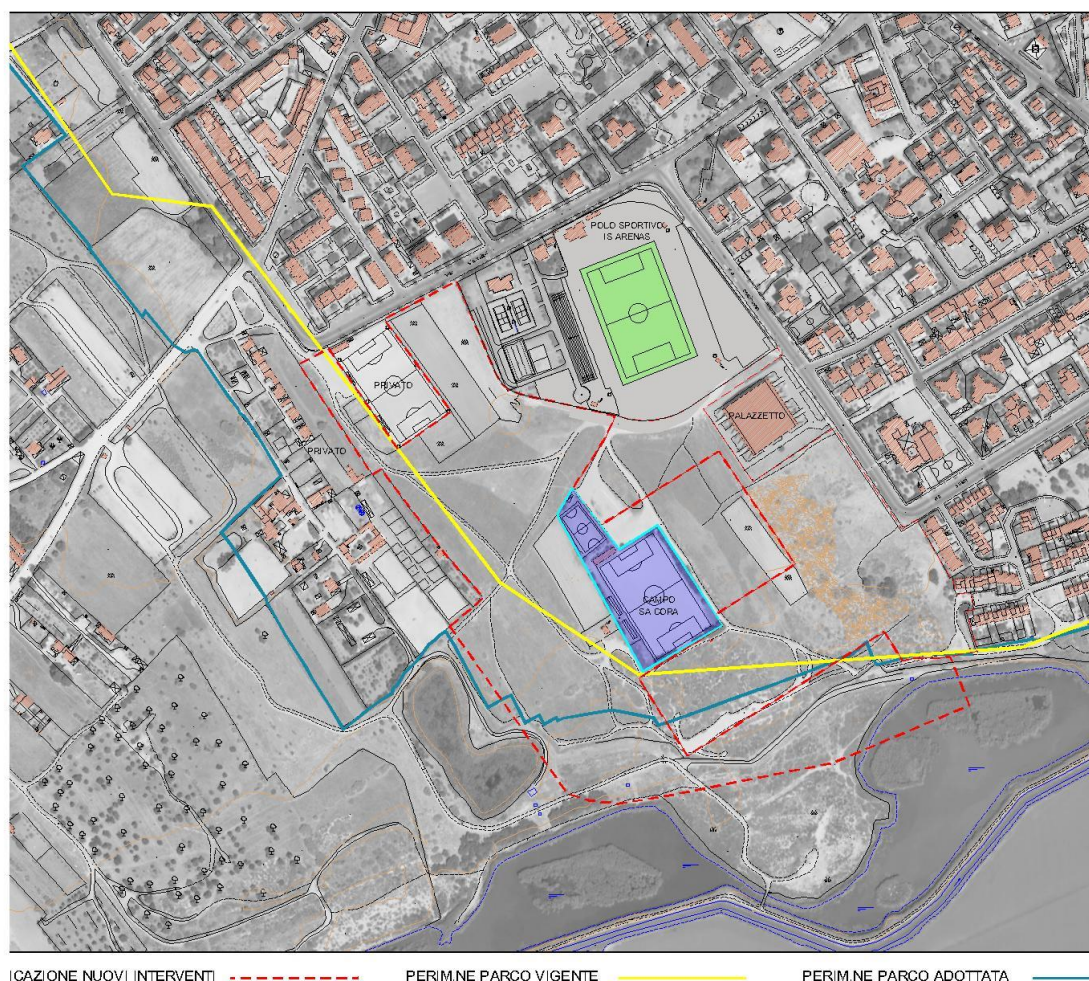 POLO SPORTIVO
IS ARENAS
PRIVATO
PALAZZETTO
PRIVATO
CAMPO
SA CORA
ICAZIONE NUOVI INTERVENTI
PERIM.NE PARCO VIGENTE
PERIM.NE PARCO ADOTTATA